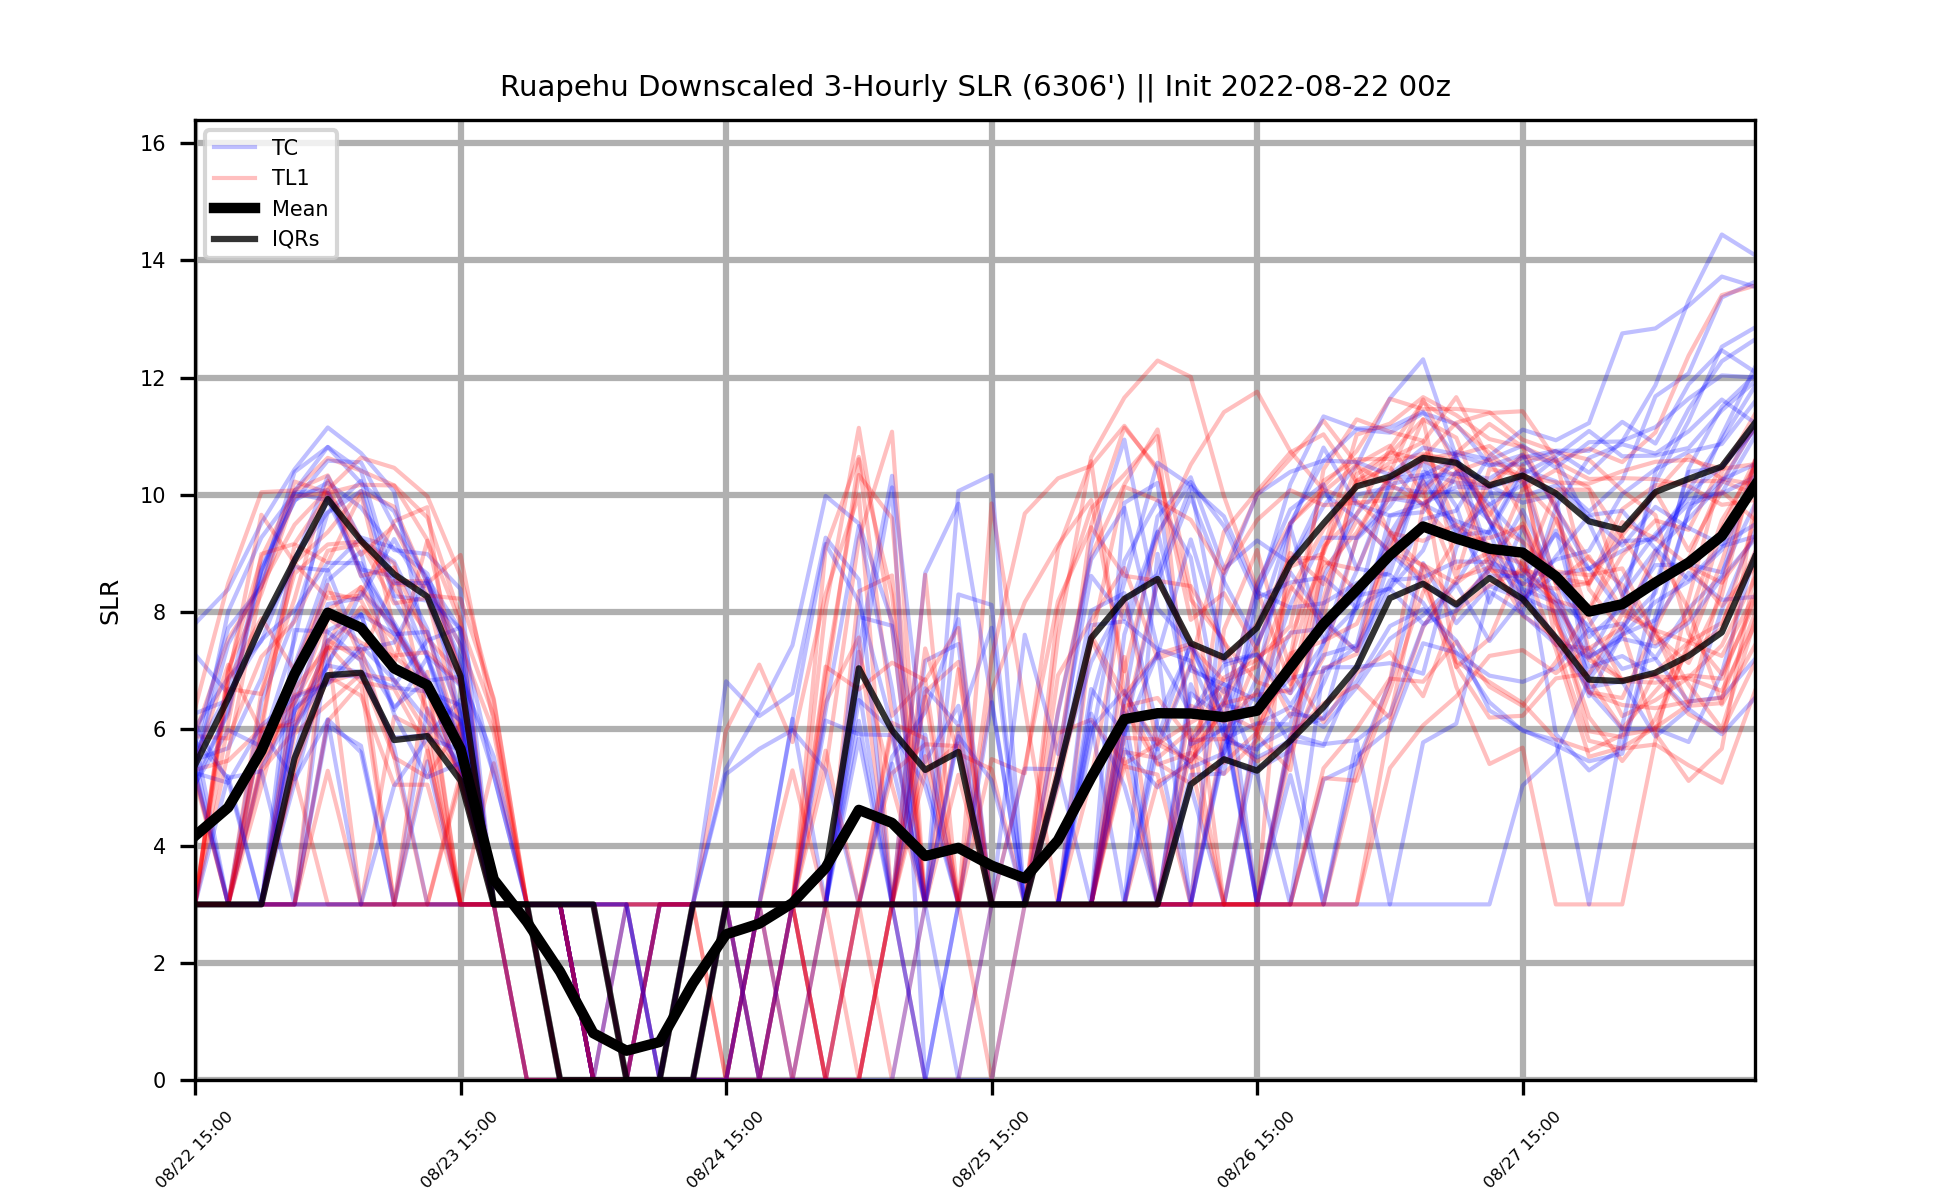 Ruapehu Downscaled 3-Hourly SLR (6306') || Init 2022-08-22 00z
TC
TL1
Mean
IQRs
SLR
16
14
12
10
8
6
4
2
0
08/22 15:00
08/23 15:00
08/24 15:00
08/25 15:00
08/26 15:00
08/27 15:00